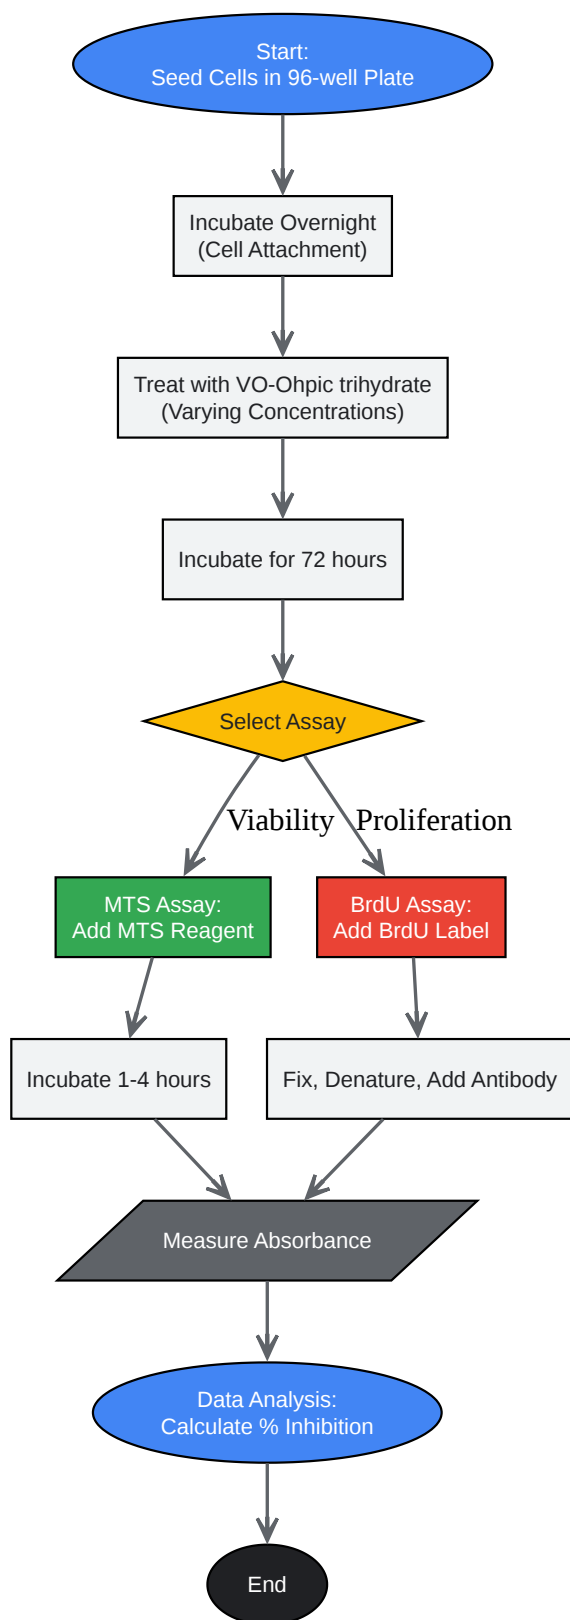 Start:
Seed Cells in 96-well Plate
Incubate Overnight
(Cell Attachment)
Treat with VO-Ohpic trihydrate
(Varying Concentrations)
Incubate for 72 hours
Select Assay
Viability
Proliferation
MTS Assay:
Add MTS Reagent
BrdU Assay:
Add BrdU Label
Incubate 1-4 hours
Fix, Denature, Add Antibody
Measure Absorbance
Data Analysis:
Calculate % Inhibition
End